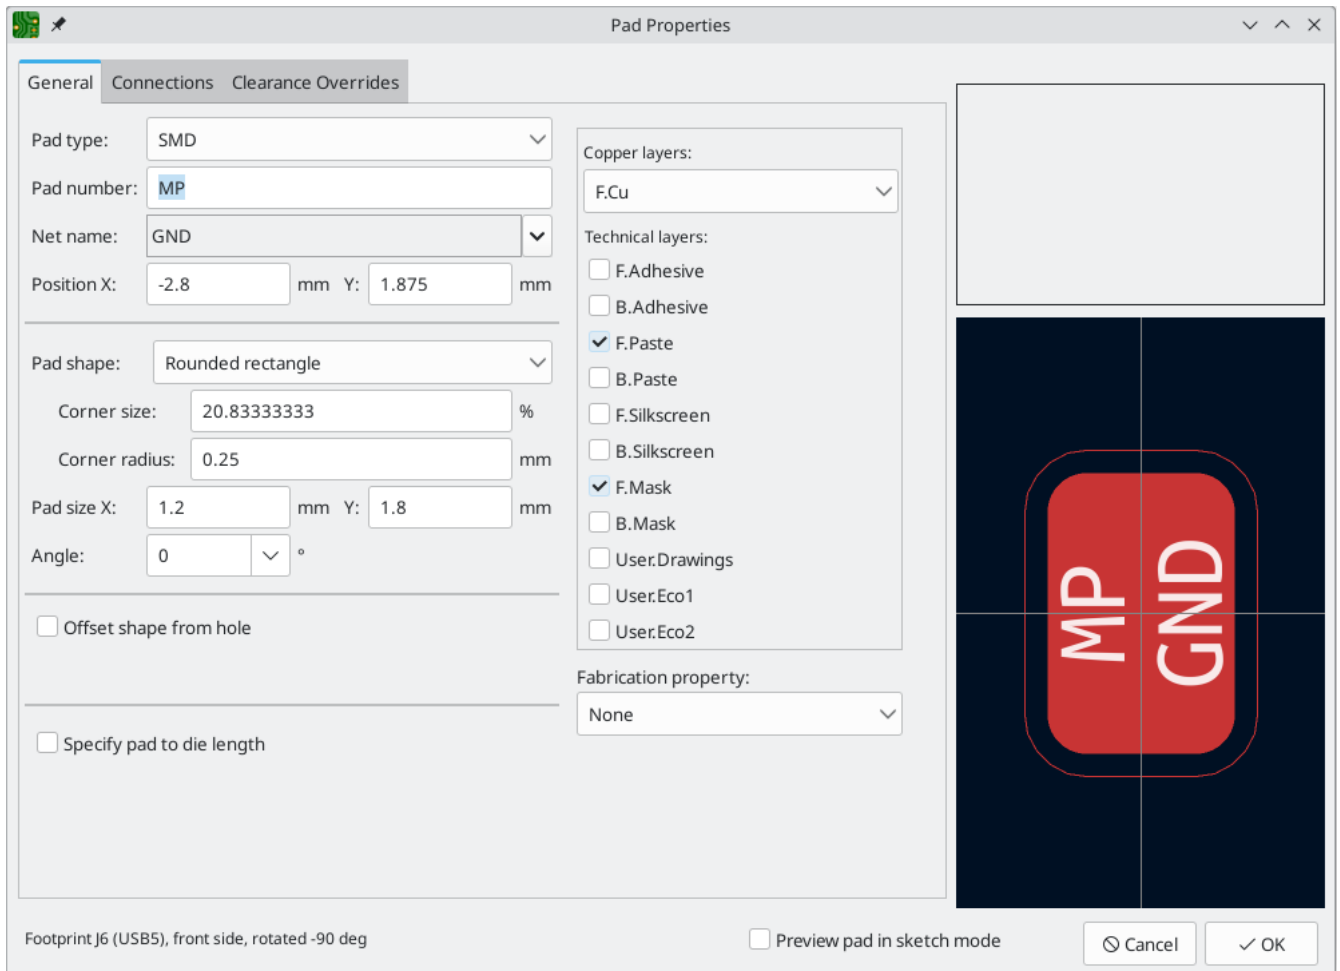 Pad Properties
General Connections Clearance Overrides
Pad type: SMD
Pad number: MP
Net name: GND
Position X: -2.8 mm Y: 1.875 mm
Pad shape: Rounded rectangle
Corner size: 20.83333333 %
Corner radius: 0.25 mm
Pad size X: 1.2 mm Y: 1.8 mm
Angle: 0 °
Offset shape from hole
Specify pad to die length
Copper layers:
F.Cu
Technical layers:
F.Adhesive
B.Adhesive
F.Paste
B.Paste
F.Silkscreen
B.Silkscreen
F.Mask
B.Mask
User.Drawings
User.Eco1
User.Eco2
Fabrication property:
None
MP
GND
Footprint J6 (USB5), front side, rotated -90 deg
Preview pad in sketch mode
Cancel
OK